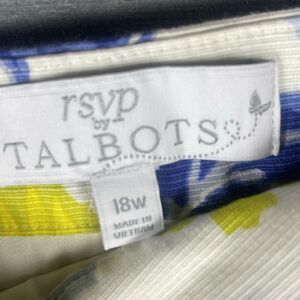 rsvp
by
TALBOTS
18W
MADE IN
VIETNAM